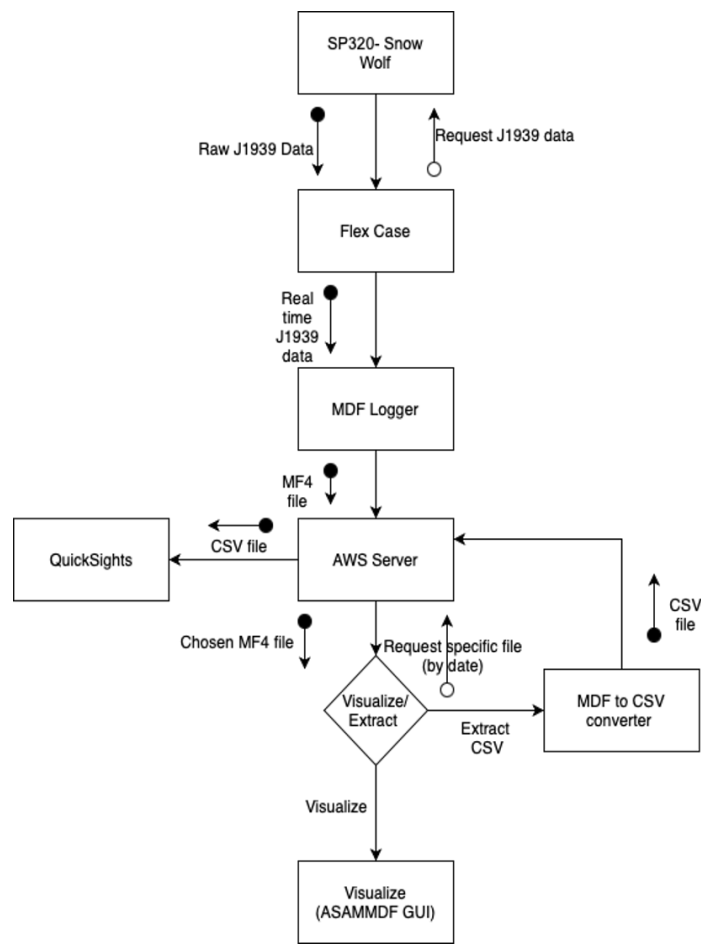 SP320- Snow
Wolf
Raw J1939 Data
Request J1939 data
Flex Case
Real
time
J1939
data
MDF Logger
MF4
file
QuickSights
CSV file
AWS Server
CSV
file
Chosen MF4 file
Request specific file
(by date)
Visualize/
Extract
Extract
CSV
MDF to CSV
converter
Visualize
Visualize
(ASAMMDF GUI)